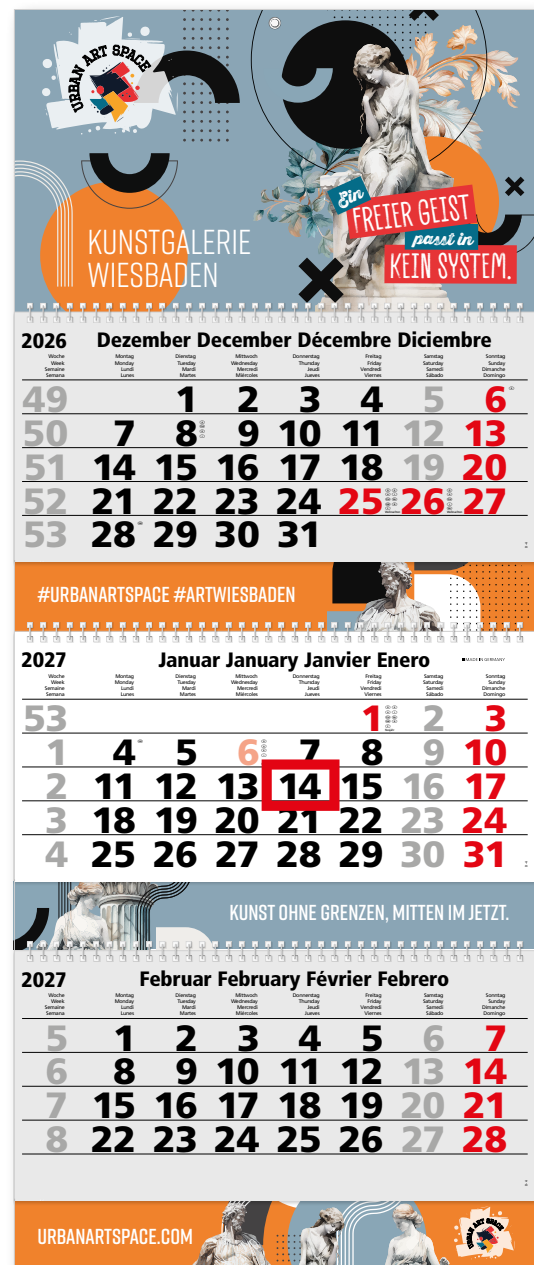 URBAN ART SPACE
Ein
FREIER GEIST
passt in
KEIN SYSTEM.
KUNSTGALERIE
WIESBADEN
2026 Dezember December Décembre Diciembre
Woche Montag Dienstag Mittwoch Donnerstag Freitag Samstag Sonntag
Week Monday Tuesday Wednesday Thursday Friday Saturday Sunday
Semaine Lundi Mardi Mercredi Jeudi Vendredi Samedi Dimanche
Semana Lunes Martes Miércoles Jueves Viernes Sábado Domingo
49 1 2 3 4 5 6
50 7 8 9 10 11 12 13
51 14 15 16 17 18 19 20
52 21 22 23 24 25 26 27
53 28 29 30 31
#URBANARTSPACE #ARTWIESBADEN
2027 Januar January Janvier Enero MADE IN GERMANY
Woche Montag Dienstag Mittwoch Donnerstag Freitag Samstag Sonntag
Week Monday Tuesday Wednesday Thursday Friday Saturday Sunday
Semaine Lundi Mardi Mercredi Jeudi Vendredi Samedi Dimanche
Semana Lunes Martes Miércoles Jueves Viernes Sábado Domingo
53 1 2 3
1 4 5 6 7 8 9 10
2 11 12 13 14 15 16 17
3 18 19 20 21 22 23 24
4 25 26 27 28 29 30 31
KUNST OHNE GRENZEN, MITTEN IM JETZT.
2027 Februar February Février Febrero
Woche Montag Dienstag Mittwoch Donnerstag Freitag Samstag Sonntag
Week Monday Tuesday Wednesday Thursday Friday Saturday Sunday
Semaine Lundi Mardi Mercredi Jeudi Vendredi Samedi Dimanche
Semana Lunes Martes Miércoles Jueves Viernes Sábado Domingo
5 1 2 3 4 5 6 7
6 8 9 10 11 12 13 14
7 15 16 17 18 19 20 21
8 22 23 24 25 26 27 28
URBANARTSPACE.COM
URBAN ART SPACE